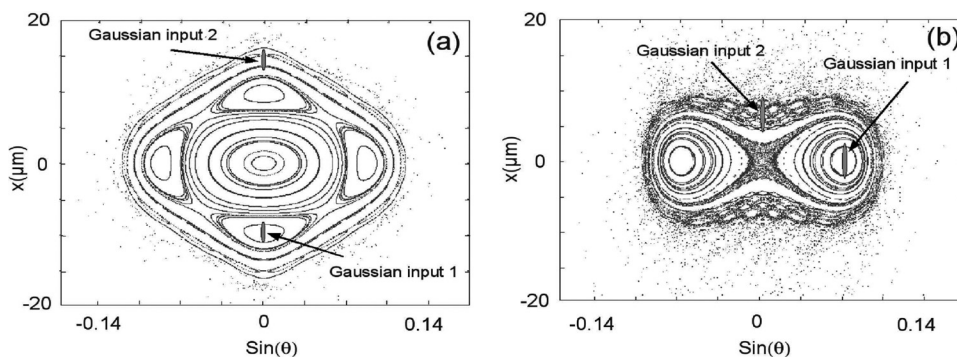 20
(a)
Gaussian input 2
x(μm)
0
Gaussian input 1
-20
-0.14
0
0.14
Sin(θ)
20
(b)
Gaussian input 2
Gaussian input 1
x(μm)
0
-20
-0.14
0
0.14
Sin(θ)